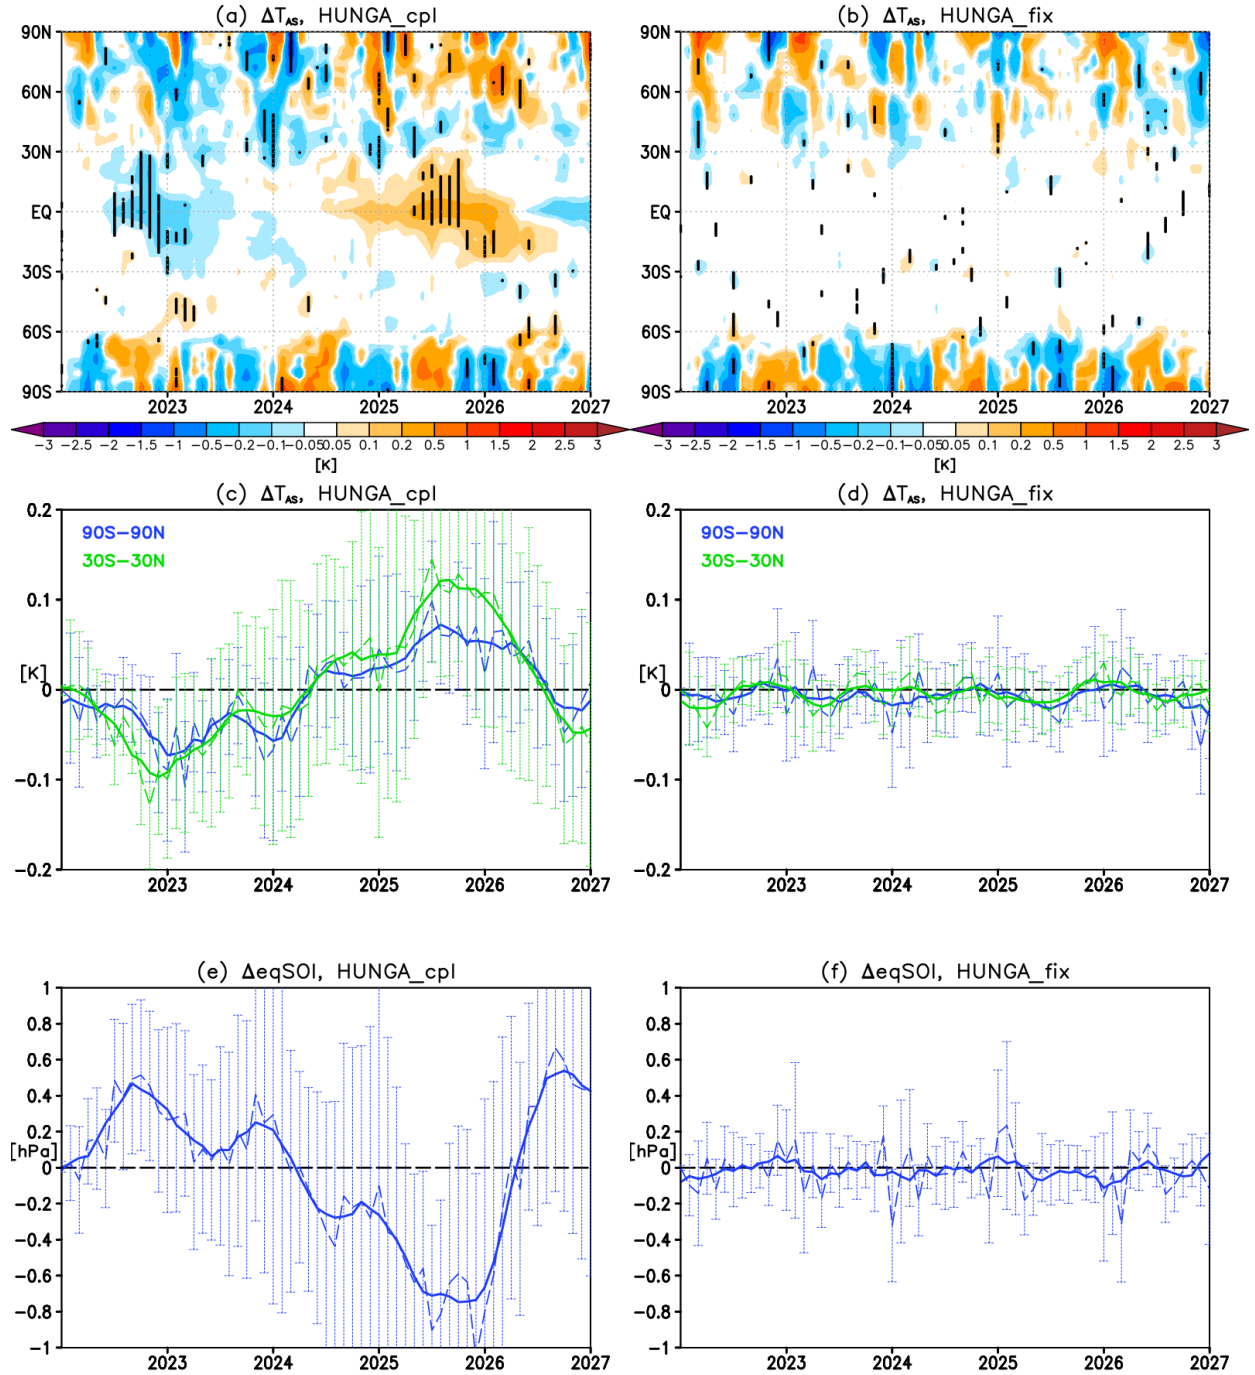 (a) ΔT_AS, HUNGA_cpl
90N
60N
30N
EQ
30S
60S
90S
2023 2024 2025 2026 2027
−3 −2.5 −2 −1.5 −1 −0.5 −0.2 −0.1 −0.05 0.05 0.1 0.2 0.5 1 1.5 2 2.5 3
[K]
(b) ΔT_AS, HUNGA_fix
90N
60N
30N
EQ
30S
60S
90S
2023 2024 2025 2026 2027
−3 −2.5 −2 −1.5 −1 −0.5 −0.2 −0.1 −0.05 0.05 0.1 0.2 0.5 1 1.5 2 2.5 3
[K]
(c) ΔT_AS, HUNGA_cpl
90S−90N
30S−30N
0.2
0.1
[K]
0
−0.1
−0.2
2023 2024 2025 2026 2027
(d) ΔT_AS, HUNGA_fix
90S−90N
30S−30N
0.2
0.1
[K]
0
−0.1
−0.2
2023 2024 2025 2026 2027
(e) ΔeqSOI, HUNGA_cpl
1
0.8
0.6
0.4
0.2
[hPa]
0
−0.2
−0.4
−0.6
−0.8
−1
2023 2024 2025 2026 2027
(f) ΔeqSOI, HUNGA_fix
1
0.8
0.6
0.4
0.2
[hPa]
0
−0.2
−0.4
−0.6
−0.8
−1
2023 2024 2025 2026 2027